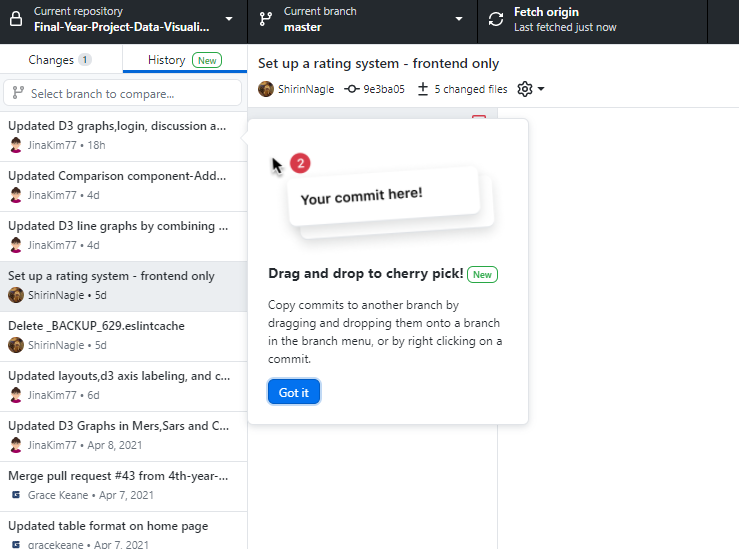 Current repository
Final-Year-Project-Data-Visuali...
Current branch
master
Fetch origin
Last fetched just now
Changes 1
History New
Select branch to compare...
Updated D3 graphs,login, discussion a...
JinaKim77 • 18h
Updated Comparison component-Add...
JinaKim77 • 4d
Updated D3 line graphs by combining ...
JinaKim77 • 4d
Set up a rating system - frontend only
ShirinNagle • 5d
Delete _BACKUP_629.eslintcache
ShirinNagle • 5d
Updated layouts,d3 axis labeling, and c...
JinaKim77 • 6d
Updated D3 Graphs in Mers,Sars and C...
JinaKim77 • Apr 8, 2021
Merge pull request #43 from 4th-year-...
Grace Keane • Apr 7, 2021
Updated table format on home page
gracekeane • Apr 7, 2021
Set up a rating system - frontend only
ShirinNagle 9e3ba05 5 changed files
2
Your commit here!
Drag and drop to cherry pick! New
Copy commits to another branch by
dragging and dropping them onto a branch
in the branch menu, or by right clicking on a
commit.
Got it